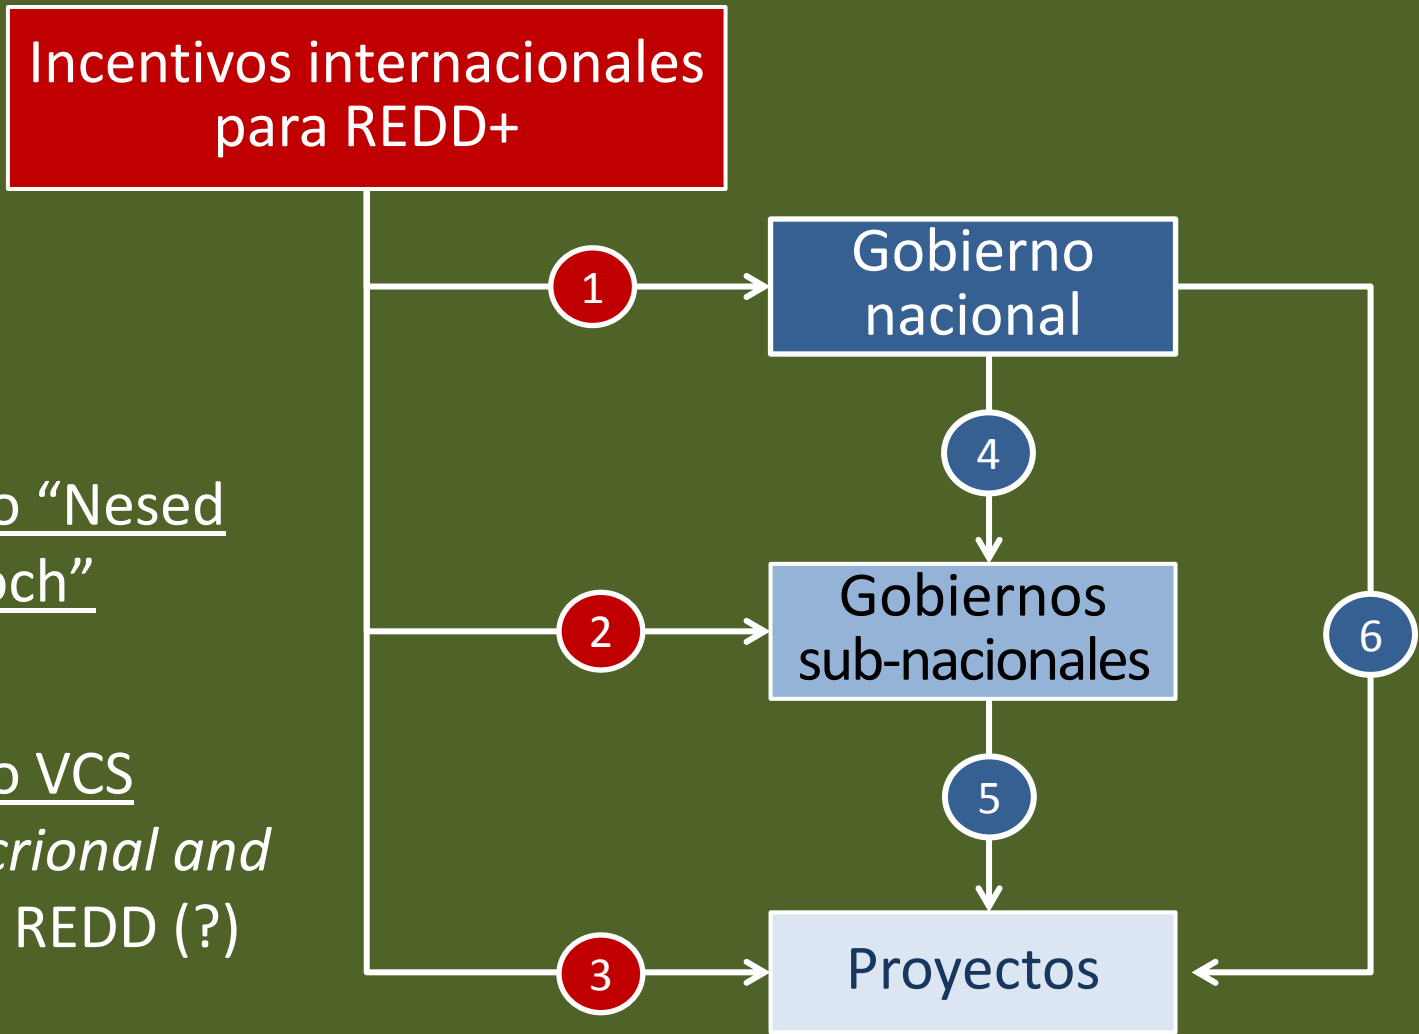 Incentivos internacionales
para REDD+
1
Gobierno
nacional
4
o “Nesed
och”
2
Gobiernos
sub-nacionales
6
o VCS
5
crional and
REDD (?)
3
Proyectos